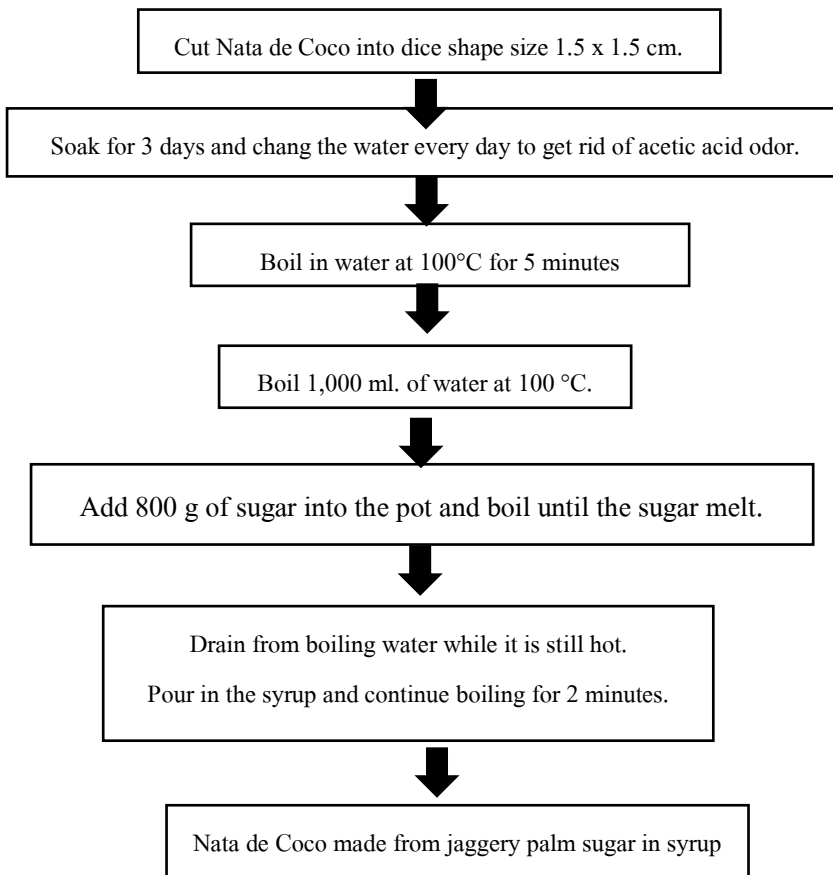 Cut Nata de Coco into dice shape size 1.5 x 1.5 cm.
Soak for 3 days and chang the water every day to get rid of acetic acid odor.
Boil in water at 100°C for 5 minutes
Boil 1,000 ml. of water at 100 °C.
Add 800 g of sugar into the pot and boil until the sugar melt.
Drain from boiling water while it is still hot.
Pour in the syrup and continue boiling for 2 minutes.
Nata de Coco made from jaggery palm sugar in syrup